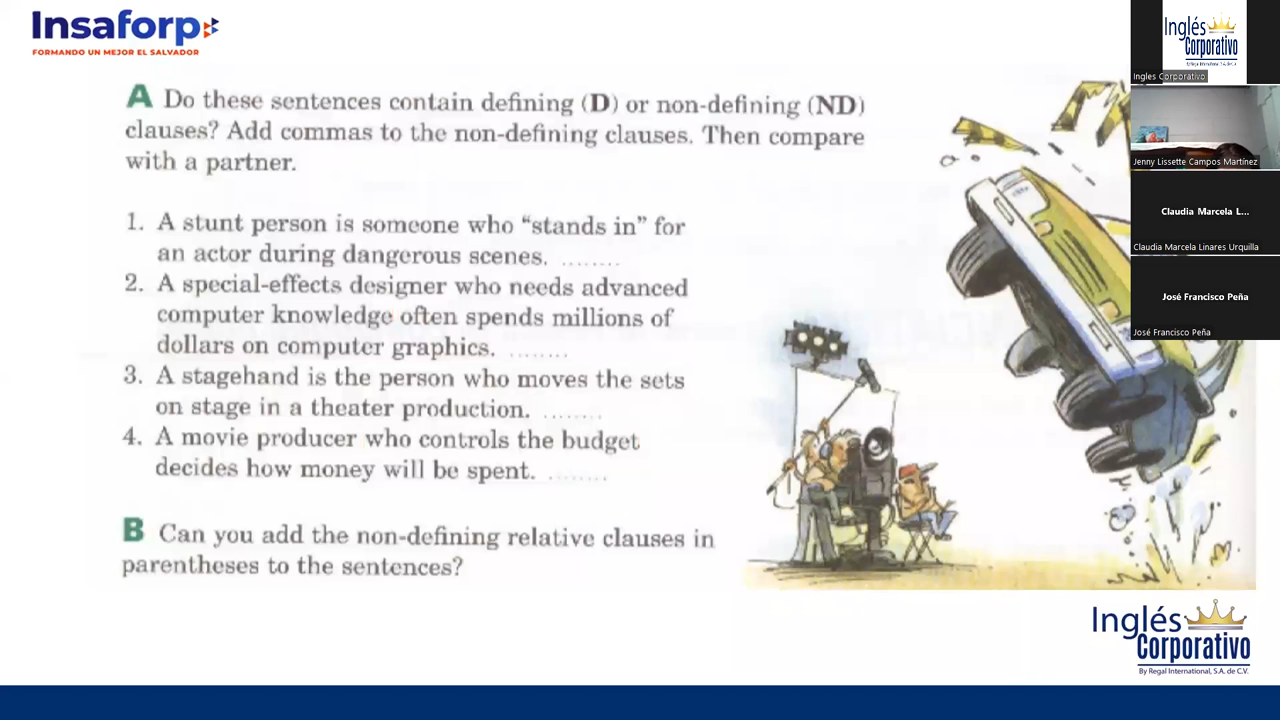 Insaforp
FORMANDO UN MEJOR EL SALVADOR
A Do these sentences contain defining (D) or non-defining (ND)
clauses? Add commas to the non-defining clauses. Then compare
with a partner.
1. A stunt person is someone who “stands in” for
an actor during dangerous scenes. ........
2. A special-effects designer who needs advanced
computer knowledge often spends millions of
dollars on computer graphics. ........
3. A stagehand is the person who moves the sets
on stage in a theater production. ........
4. A movie producer who controls the budget
decides how money will be spent. ........
B Can you add the non-defining relative clauses in
parentheses to the sentences?
Inglés
Corporativo
By Regal International, S.A. de C.V.
Ingles Corporativo
Jenny Lissette Campos Martínez
Claudia Marcela L...
Claudia Marcela Linares Urquilla
José Francisco Peña
José Francisco Peña
Inglés
Corporativo
By Regal International, S.A. de C.V.